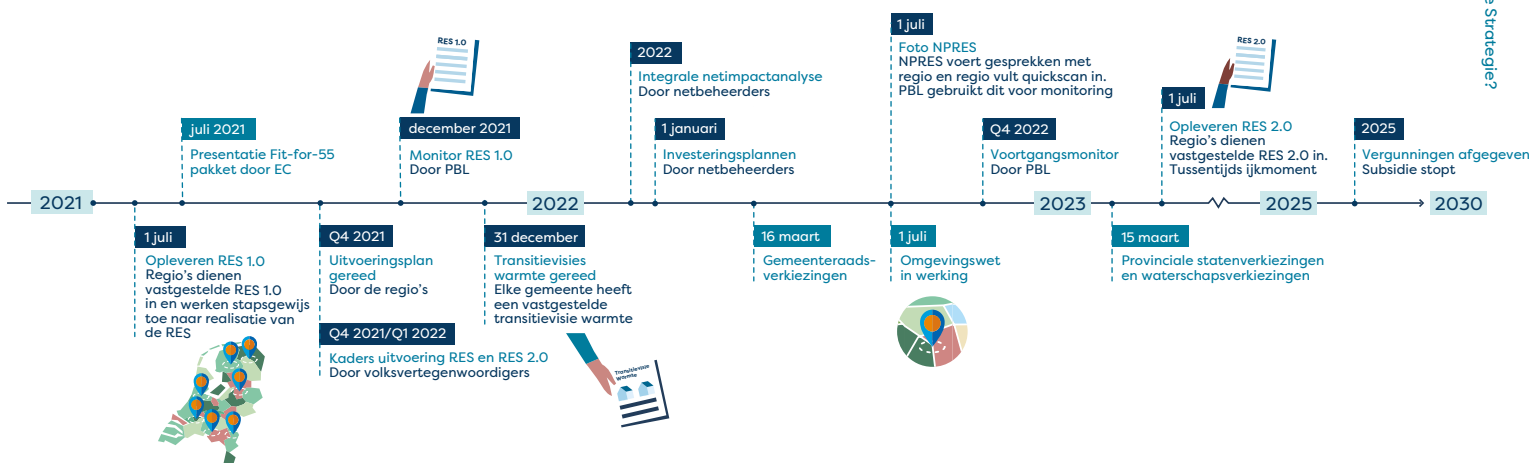 e Strategie?
RES 1.0
december 2021
Monitor RES 1.0
Door PBL
juli 2021
Presentatie Fit-for-55
pakket door EC
2022
Integrale netimpactanalyse
Door netbeheerders
1 januari
Investeringsplannen
Door netbeheerders
1 juli
Foto NPRES
NPRES voert gesprekken met
regio en regio vult quickscan in.
PBL gebruikt dit voor monitoring
Q4 2022
Voortgangsmonitor
Door PBL
RES 2.0
1 juli
Opleveren RES 2.0
Regio's dienen
vastgestelde RES 2.0 in.
Tussentijds ijkmoment
2025
Vergunningen afgegeven
Subsidie stopt
2021
2022
2023
2025
2030
1 juli
Opleveren RES 1.0
Regio's dienen
vastgestelde RES 1.0
in en werken stapsgewijs
toe naar realisatie van
de RES
Q4 2021
Uitvoeringsplan
gereed
Door de regio's
Q4 2021/Q1 2022
Kaders uitvoering RES en RES 2.0
Door volksvertegenwoordigers
31 december
Transitievisies
warmte gereed
Elke gemeente heeft
een vastgestelde
transitievisie warmte
Transitievisie
Warmte
16 maart
Gemeenteraads-
verkiezingen
1 juli
Omgevingswet
in werking
15 maart
Provinciale statenverkiezingen
en waterschapsverkiezingen